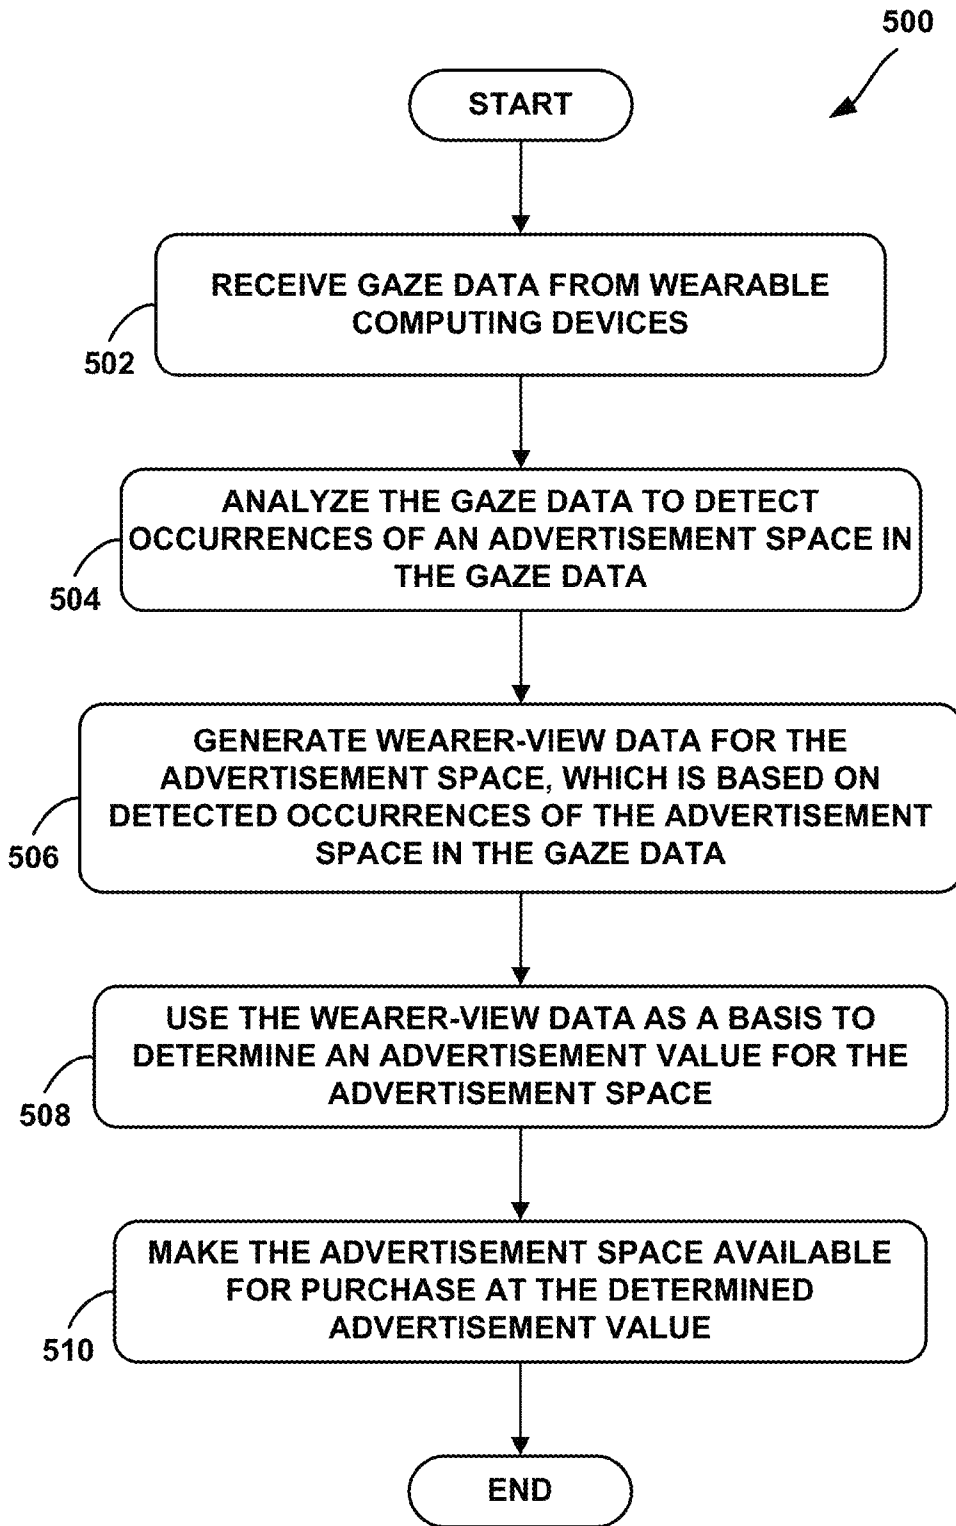 500
START
RECEIVE GAZE DATA FROM WEARABLE
COMPUTING DEVICES
502
ANALYZE THE GAZE DATA TO DETECT
OCCURRENCES OF AN ADVERTISEMENT SPACE IN
THE GAZE DATA
504
GENERATE WEARER-VIEW DATA FOR THE
ADVERTISEMENT SPACE, WHICH IS BASED ON
DETECTED OCCURRENCES OF THE ADVERTISEMENT
SPACE IN THE GAZE DATA
506
USE THE WEARER-VIEW DATA AS A BASIS TO
DETERMINE AN ADVERTISEMENT VALUE FOR THE
ADVERTISEMENT SPACE
508
MAKE THE ADVERTISEMENT SPACE AVAILABLE
FOR PURCHASE AT THE DETERMINED
ADVERTISEMENT VALUE
510
END